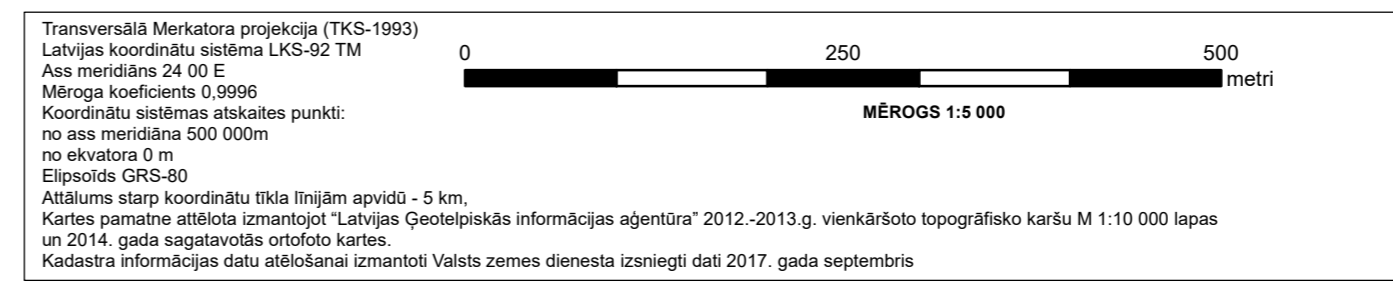 Transversālā Merkatora projekcija (TKS-1993)
Latvijas koordinātu sistēma LKS-92 TM
Ass meridiāns 24 00 E
Mēroga koeficients 0,9996
Koordinātu sistēmas atskaites punkti:
no ass meridiāna 500 000m
no ekvatora 0 m
Elipsoīds GRS-80
Attālums starp koordinātu tīkla līnijām apvidū - 5 km,
Kartes pamatne attēlota izmantojot “Latvijas Ģeotelpiskās informācijas aģentūra” 2012.-2013.g. vienkāršoto topogrāfisko karšu M 1:10 000 lapas
un 2014. gada sagatavotās ortofoto kartes.
Kadastra informācijas datu atēlošanai izmantoti Valsts zemes dienesta izsniegti dati 2017. gada septembris
0 250 500
metri
MĒROGS 1:5 000